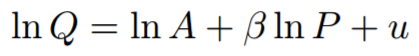 ln Q = ln A + β ln P + u